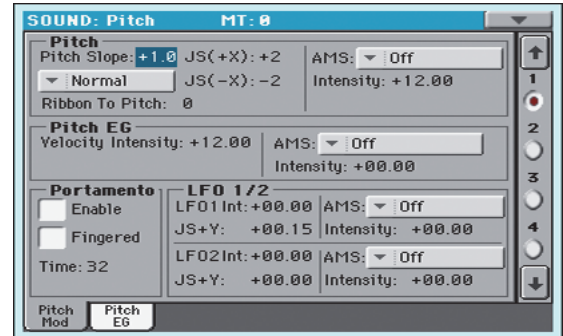 SOUND: Pitch MT:0
Pitch
Pitch Slope: +1.0 JS(+X): +2 AMS: Off
Normal JS(-X): -2 Intensity: +12.00
Ribbon To Pitch: 0
Pitch EG
Velocity Intensity: +12.00 AMS: Off
Intensity: +00.00
Portamento LFO 1/2
Enable LFO1 Int: +00.00 AMS: Off
Fingered JS+Y: +00.15 Intensity: +00.00
Time: 32 LFO2 Int: +00.00 AMS: Off
JS+Y: +00.00 Intensity: +00.00
1
2
3
4
Pitch Mod
Pitch EG